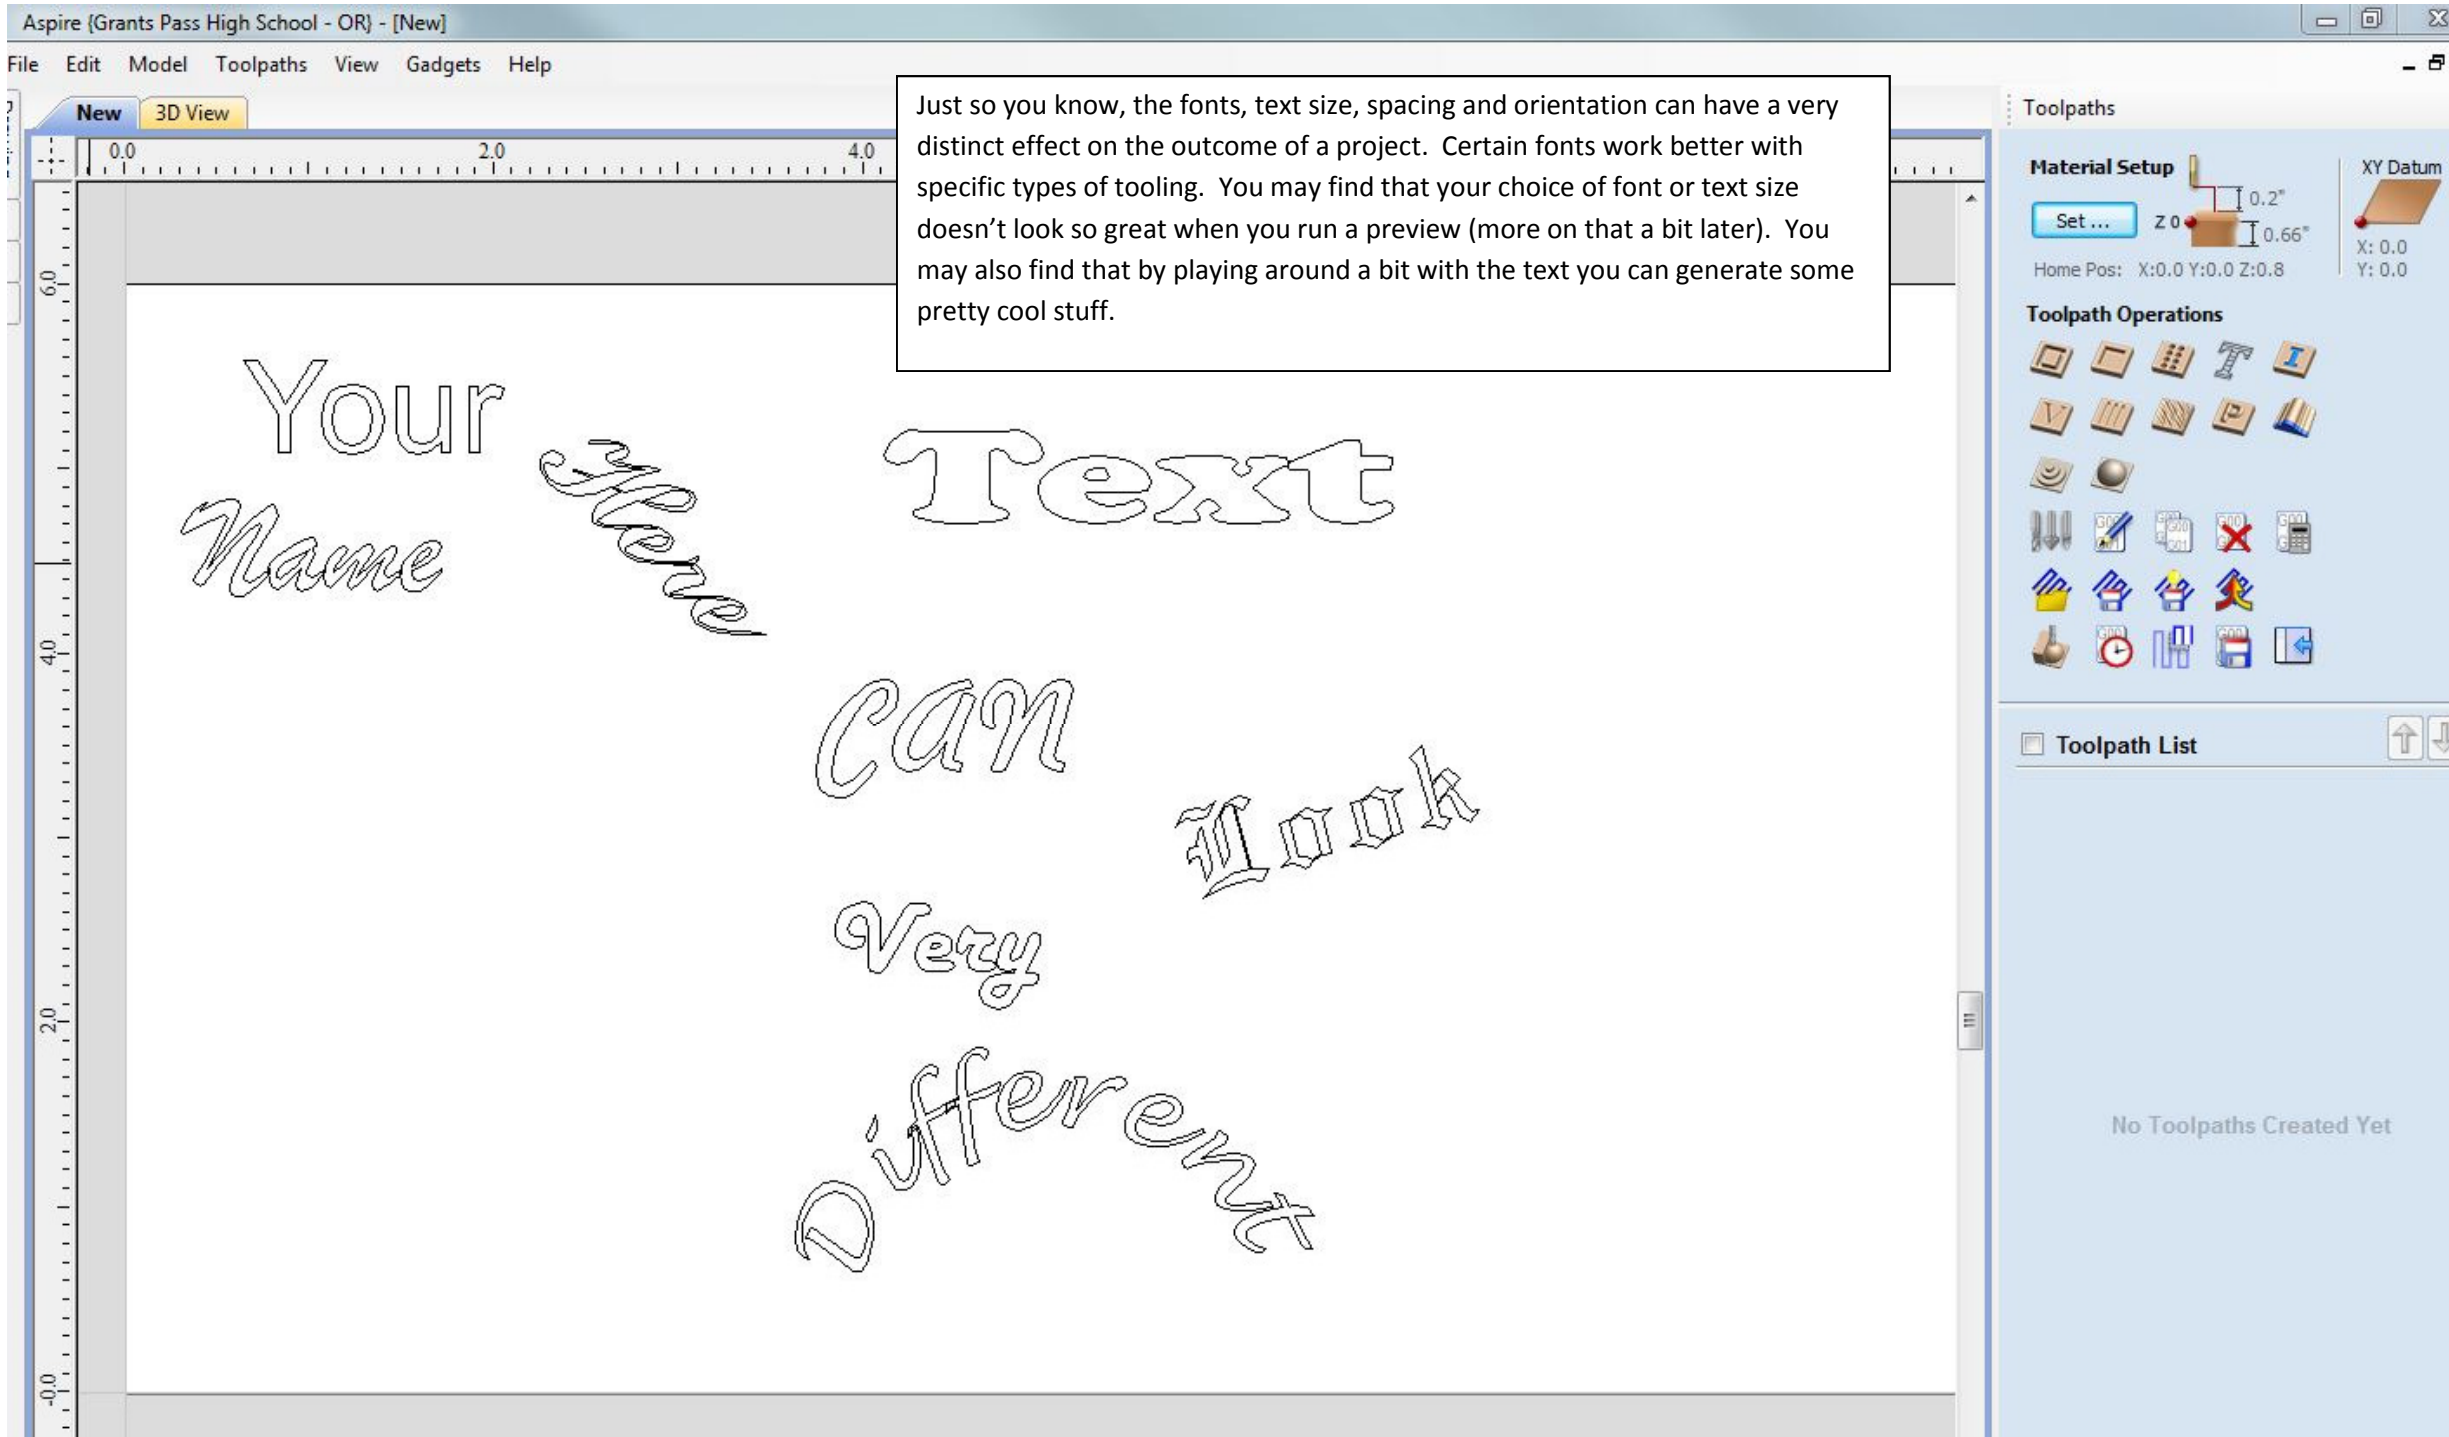 Aspire {Grants Pass High School - OR} - [New]
File Edit Model Toolpaths View Gadgets Help
New 3D View
0.0 2.0 4.0
Just so you know, the fonts, text size, spacing and orientation can have a very
distinct effect on the outcome of a project. Certain fonts work better with
specific types of tooling. You may find that your choice of font or text size
doesn't look so great when you run a preview (more on that a bit later). You
may also find that by playing around a bit with the text you can generate some
pretty cool stuff.
6.0
4.0
2.0
-0.0
Your
Name
Here
Text
Can
Look
Very
Different
Toolpaths
Material Setup
Set ...
Z 0
0.2"
0.66"
Home Pos: X:0.0 Y:0.0 Z:0.8
XY Datum
X: 0.0
Y: 0.0
Toolpath Operations
Toolpath List
No Toolpaths Created Yet